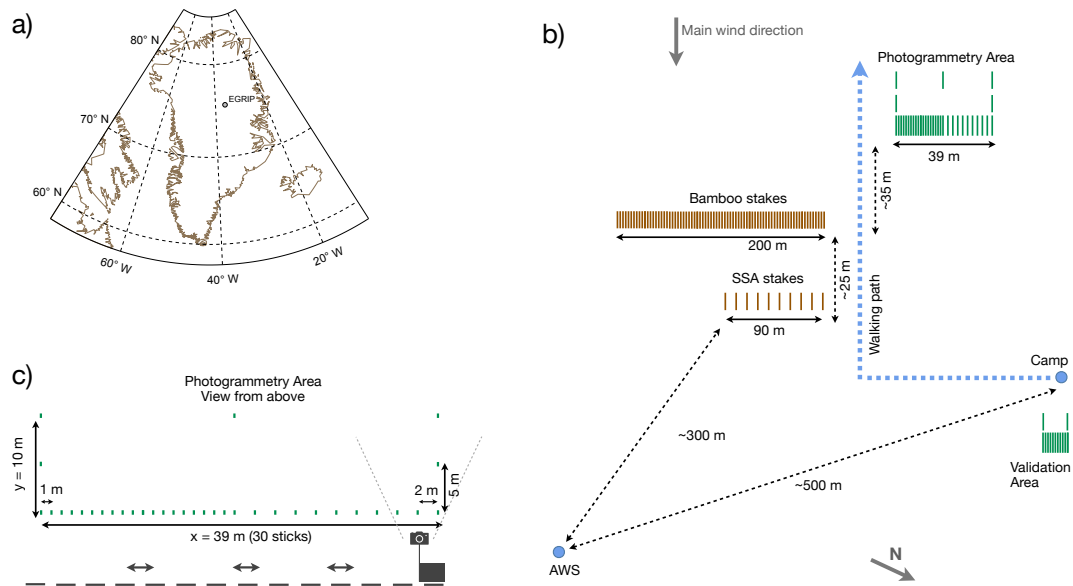 a)
80° N
70° N
60° N
EGRIP
60° W
40° W
20° W
b)
Main wind direction
Photogrammetry Area
39 m
~35 m
Bamboo stakes
200 m
~25 m
SSA stakes
90 m
Walking path
Camp
~300 m
~500 m
Validation
Area
AWS
N
c)
Photogrammetry Area
View from above
y = 10 m
1 m
2 m
5 m
x = 39 m (30 sticks)